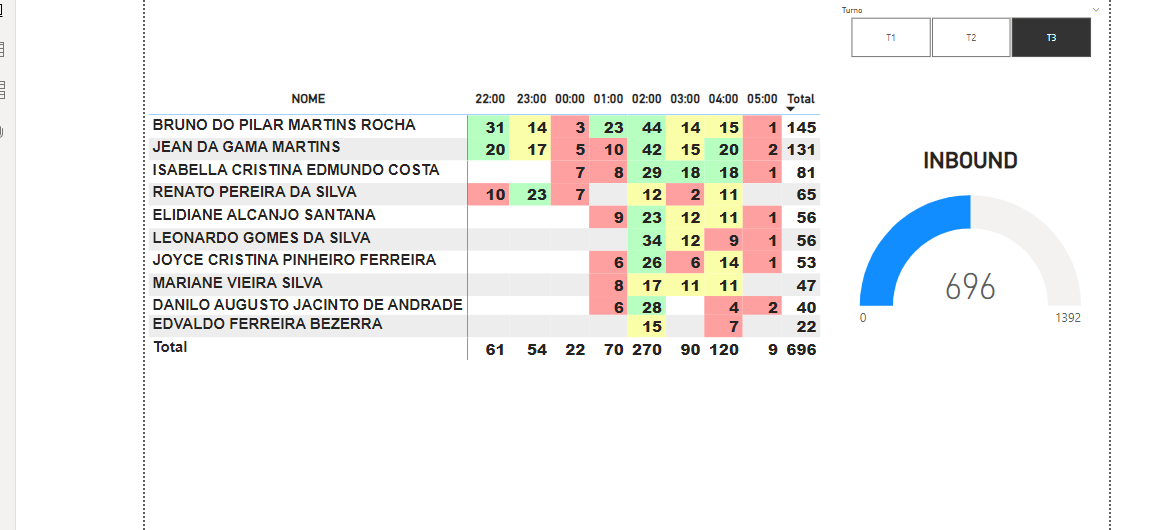 Turno
T1 T2 T3
NOME 22:00 23:00 00:00 01:00 02:00 03:00 04:00 05:00 Total
BRUNO DO PILAR MARTINS ROCHA 31 14 3 23 44 14 15 1 145
JEAN DA GAMA MARTINS 20 17 5 10 42 15 20 2 131
ISABELLA CRISTINA EDMUNDO COSTA 7 8 29 18 18 1 81
RENATO PEREIRA DA SILVA 10 23 7 12 2 11 65
ELIDIANE ALCANJO SANTANA 9 23 12 11 1 56
LEONARDO GOMES DA SILVA 34 12 9 1 56
JOYCE CRISTINA PINHEIRO FERREIRA 6 26 6 14 1 53
MARIANE VIEIRA SILVA 8 17 11 11 47
DANILO AUGUSTO JACINTO DE ANDRADE 6 28 4 2 40
EDVALDO FERREIRA BEZERRA 15 7 22
Total 61 54 22 70 270 90 120 9 696
INBOUND
696
0 1392